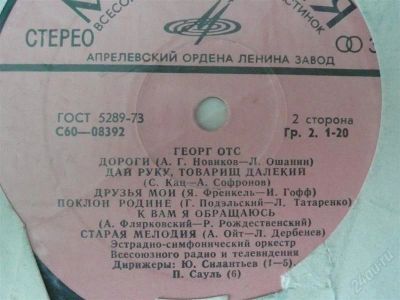 СТЕРЕО
АПРЕЛЕВСКИЙ ОРДЕНА ЛЕНИНА ЗАВОД
ГОСТ 5289-73
С60—08392
2 сторона
Гр. 2. 1-20
ГЕОРГ ОТС
ДОРОГИ (А. Г. Новиков—Л. Ошанин)
ДАЙ РУКУ, ТОВАРИЩ ДАЛЕКИЙ
(С. Кац—А. Софронов)
ДРУЗЬЯ МОИ (Я. Френкель—И. Гофф)
ПОКЛОН РОДИНЕ (Г. Подэльский—Л. Татаренко)
К ВАМ Я ОБРАЩАЮСЬ
(А. Флярковский—Р. Рождественский)
СТАРАЯ МЕЛОДИЯ (А. Ойт—Л. Дербенев)
Эстрадно-симфонический оркестр
Всесоюзного радио и телевидения
Дирижеры: Ю. Силантьев (1—5),
П. Сауль (6)